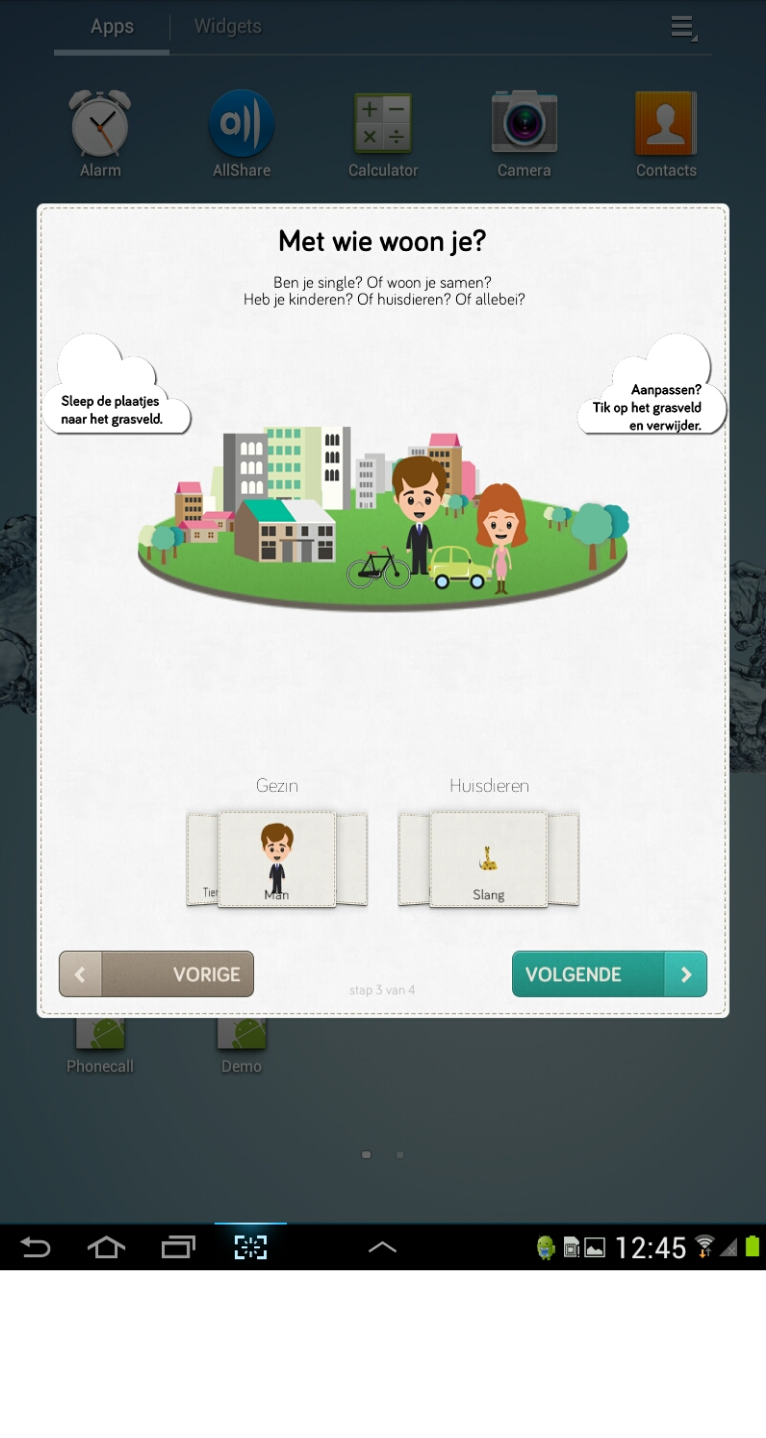 Apps
Widgets
Alarm
AllShare
Calculator
Camera
Contacts
Met wie woon je?
Ben je single? Of woon je samen?
Heb je kinderen? Of huisdieren? Of allebei?
Sleep de plaatjes
naar het grasveld.
Aanpassen?
Tik op het grasveld
en verwijder.
Gezin
Huisdieren
Man
Slang
VORIGE
stap 3 van 4
VOLGENDE
Phonecall
Demo
12:45